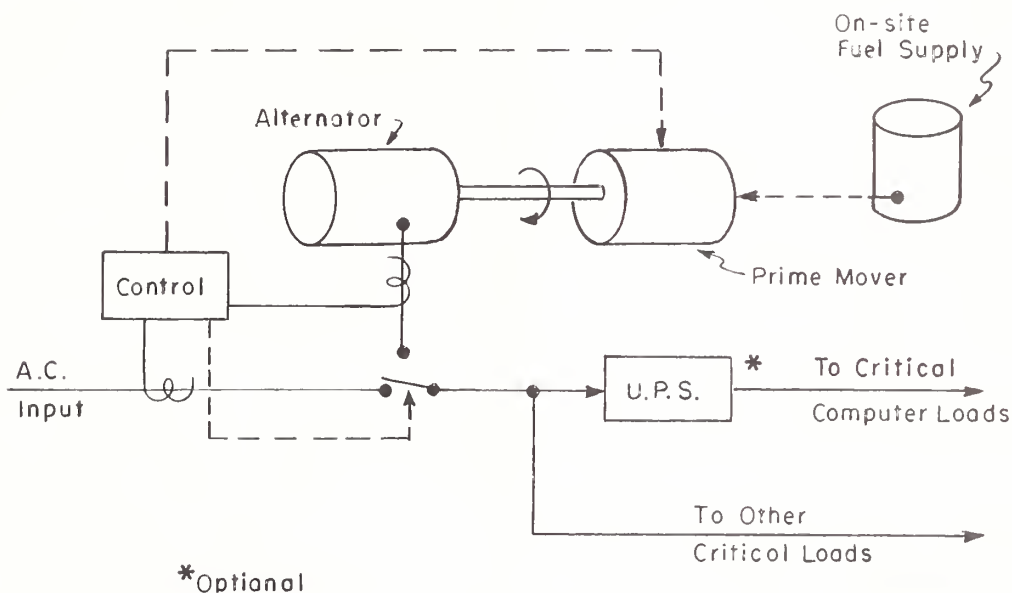 On-site
Fuel Supply
Alternator
Prime Mover
Control
A.C.
Input
U.P.S.
*
To Critical
Computer Loads
To Other
Critical Loads
*Optional